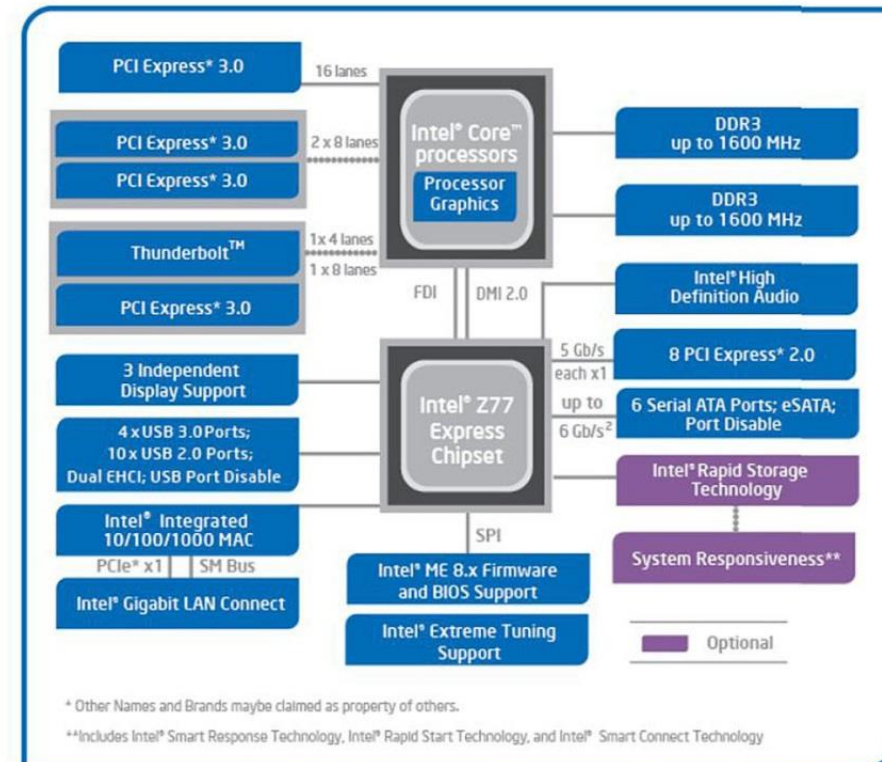 PCI Express* 3.0
16 lanes
PCI Express* 3.0
PCI Express* 3.0
2 x 8 lanes
Thunderbolt™
PCI Express* 3.0
1x 4 lanes
1 x 8 lanes
Intel® Core™
processors
Processor
Graphics
DDR3
up to 1600 MHz
DDR3
up to 1600 MHz
FDI
DMI 2.0
Intel® High
Definition Audio
5 Gb/s
each x1
8 PCI Express* 2.0
3 Independent
Display Support
Intel® Z77
Express
Chipset
up to
6 Gb/s²
6 Serial ATA Ports; eSATA;
Port Disable
4 x USB 3.0 Ports;
10x USB 2.0 Ports;
Dual EHCI; USB Port Disable
Intel® Rapid Storage
Technology
Intel® Integrated
10/100/1000 MAC
PCIe* x1
SM Bus
Intel® Gigabit LAN Connect
SPI
Intel® ME 8.x Firmware
and BIOS Support
Intel® Extreme Tuning
Support
System Responsiveness**
Optional
* Other Names and Brands maybe claimed as property of others.
**Includes Intel® Smart Response Technology, Intel® Rapid Start Technology, and Intel® Smart Connect Technology